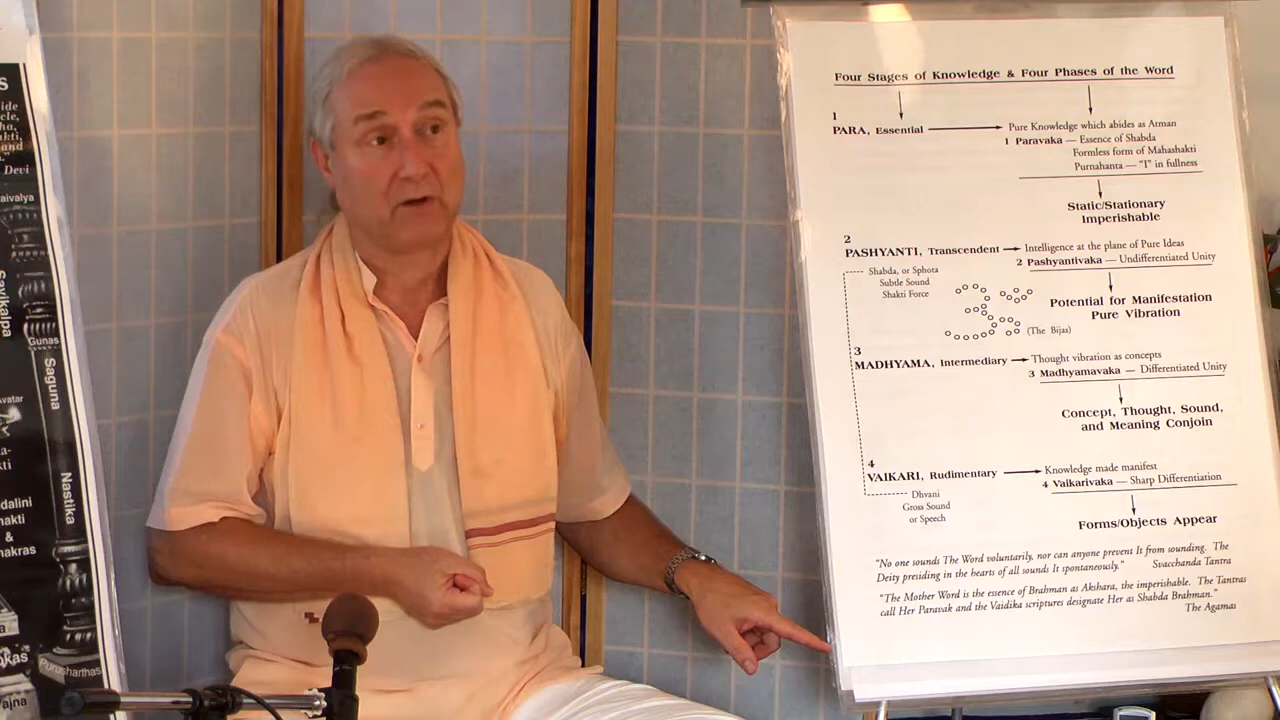 S
Devi
aivalya
Savikalpa
Gunas
Saguna
Avatar
Nastika
dalini
&
Purusharthas
ajna
Four Stages of Knowledge & Four Phases of the Word
1
PARA, Essential
Pure Knowledge which abides as Atman
1 Paravaka — Essence of Shabda
Formless form of Mahashakti
Purnahanta — "I" in fullness
Static/Stationary
Imperishable
2
PASHYANTI, Transcendent
Intelligence at the plane of Pure Ideas
2 Pashyantivaka — Undifferentiated Unity
Shabda, or Sphota
Subtle Sound
Shakti Force
(The Bijas)
Potential for Manifestation
Pure Vibration
3
MADHYAMA, Intermediary
Thought vibration as concepts
3 Madhyamavaka — Differentiated Unity
Concept, Thought, Sound,
and Meaning Conjoin
4
VAIKARI, Rudimentary
Knowledge made manifest
4 Vaikarivaka — Sharp Differentiation
Dhvani
Gross Sound
or Speech
Forms/Objects Appear
"No one sounds The Word voluntarily, nor can anyone prevent It from sounding. The
Deity presiding in the hearts of all sounds It spontaneously." Svacchanda Tantra
"The Mother Word is the essence of Brahman as Akshara, the imperishable. The Tantras
call Her Paravak and the Vaidika scriptures designate Her as Shabda Brahman."
The Agamas